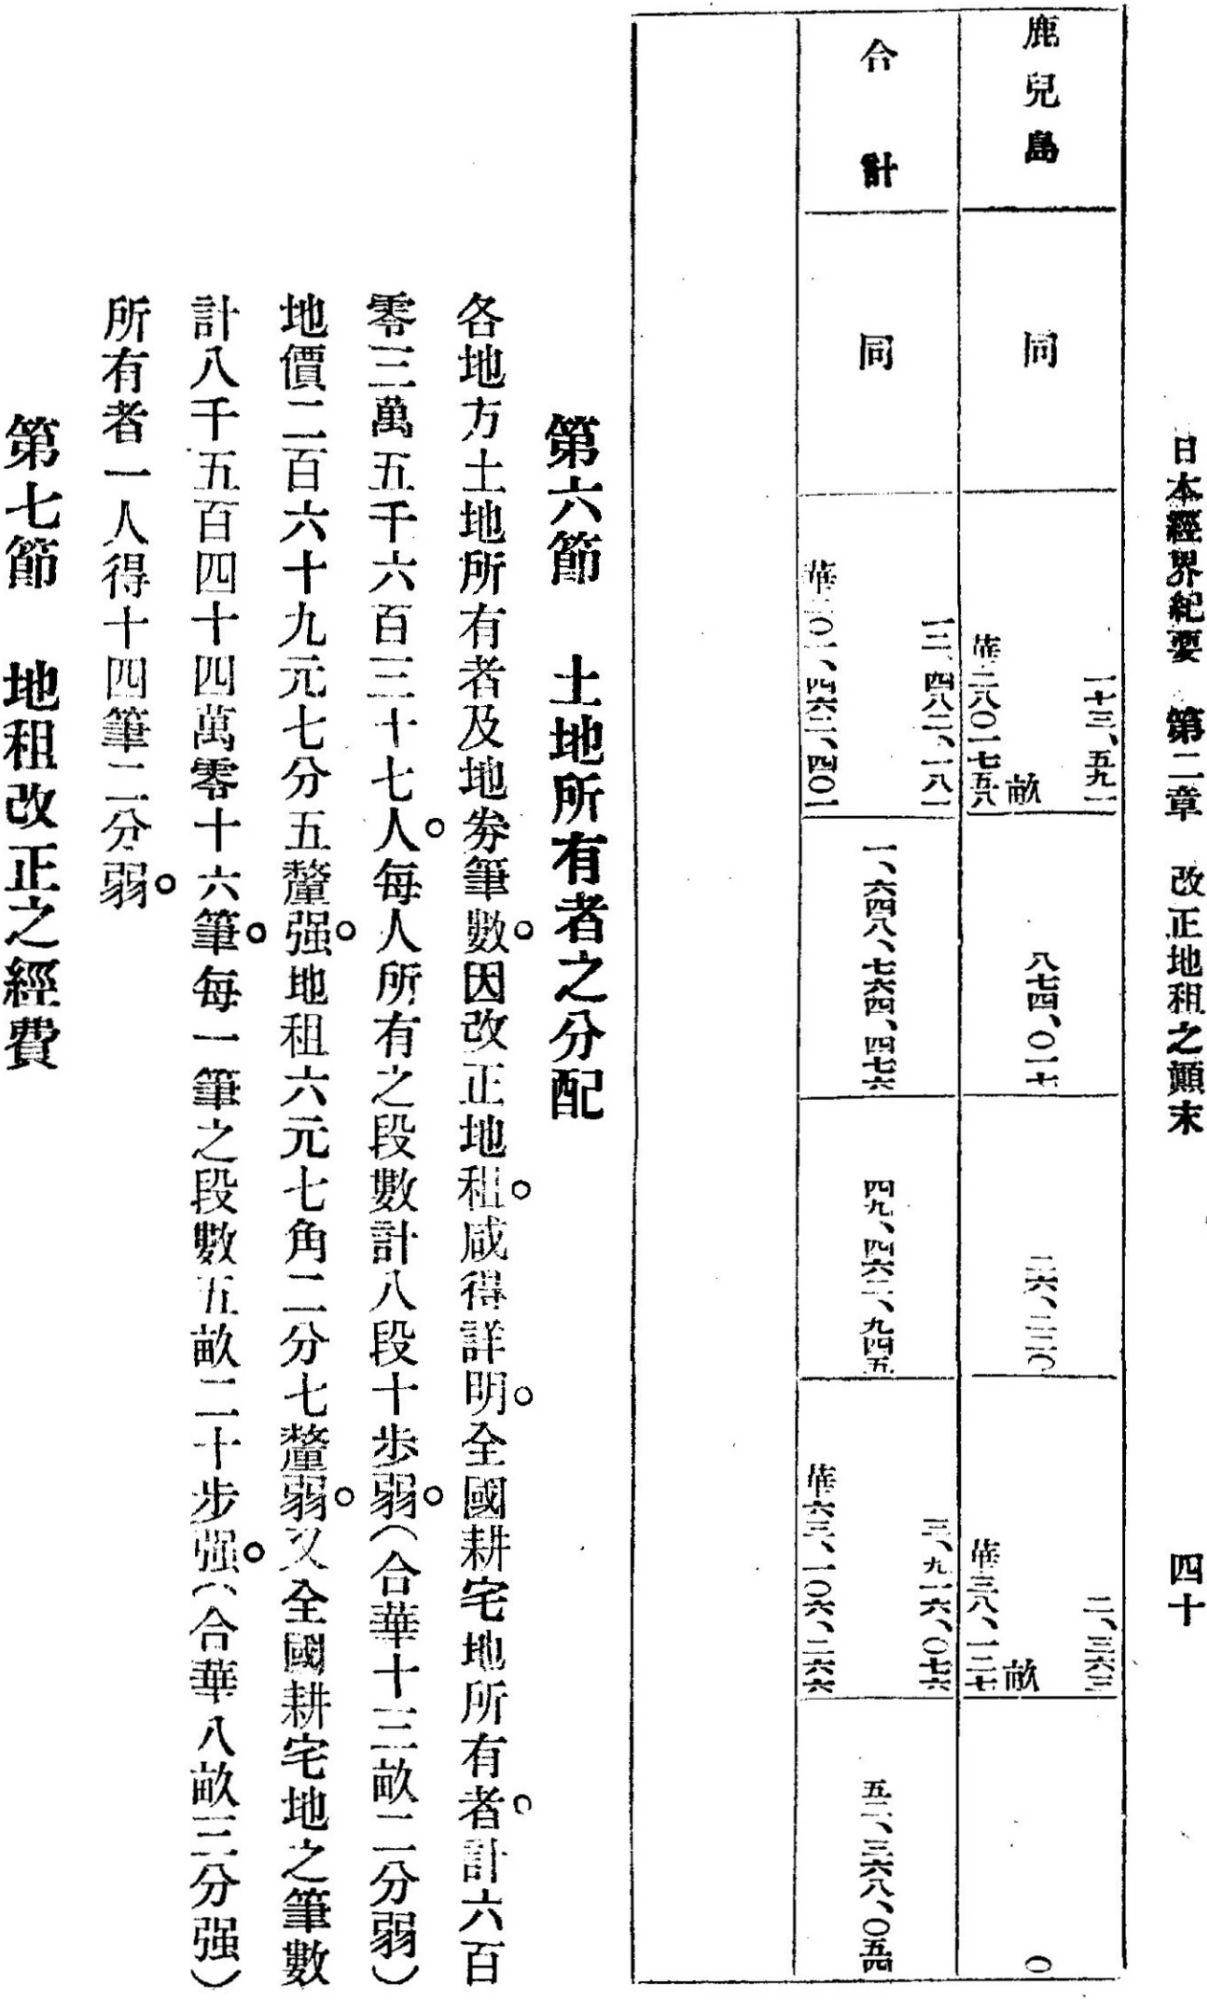 日本經界紀要 第二章 改正地租之顚末 四十
鹿兒島
同
一七三、五九一
畝
華二八〇一七五八
八七四、〇一七
二六、二二〇
二、三六三
畝
華三八、一二七
〇
合計
同
一二、四八二、一八一
華二〇一、四六二、四〇一
一、六四八、七六四、四七六
四九、四六二、九四五
三、九一六、〇七六
華六三、一〇六、二六六
五二、三六八、〇五四
第六節 土地所有者之分配
各地方土地所有者及地劵筆數。因改正地租。咸得詳明。全國耕宅地所有者。計六百
零三萬五千六百三十七人。每人所有之段數計八段十步弱。(合華十三畝二分弱)
地價二百六十九元七分五釐强。地租六元七角二分七釐弱。又全國耕宅地之筆數
計八千五百四十四萬零十六筆。每一筆之段數五畝二十步强。(合華八畝三分强)
所有者一人得十四筆二分弱。
第七節 地租改正之經費